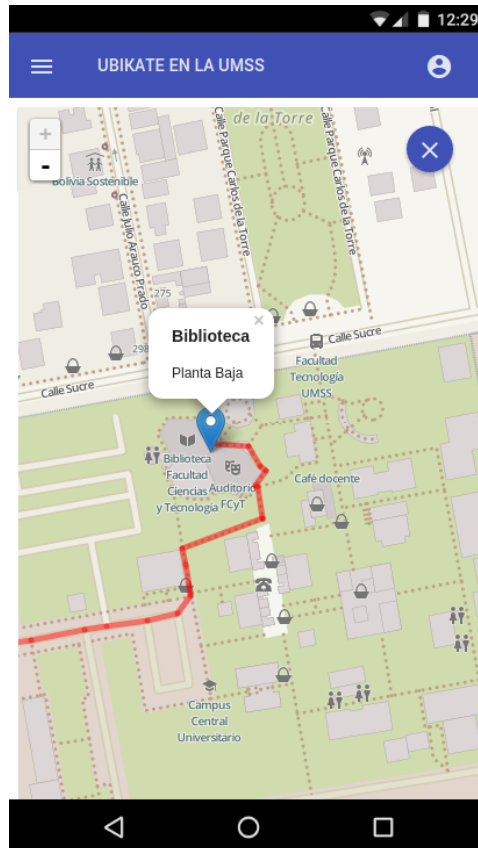 12:29
UBIKATE EN LA UMSS
de la Torre
+
-
Bolivia Sostenible
Calle Parque Carlos de la Torre
Calle Parque Carlos de la Torre
Calle Julio Arauco Prado
275
298
×
Biblioteca
Planta Baja
Calle Sucre
Calle Sucre
Facultad
Tecnología
UMSS
Biblioteca
Facultad
Ciencias
y Tecnología
Auditorio
FCyT
Café docente
Campus
Central
Universitario